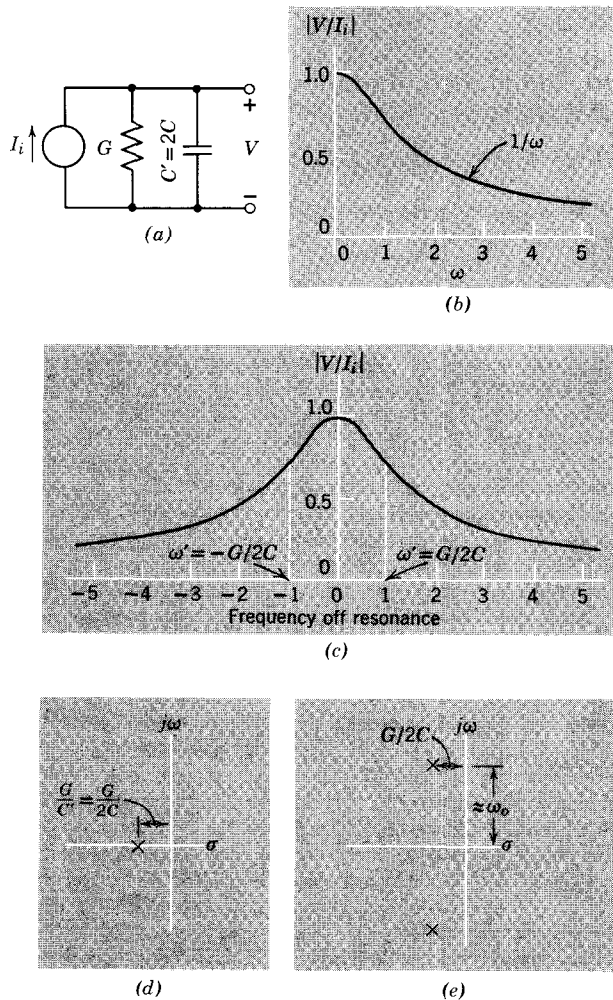 I_i
G
C' = 2C
+
V
−
(a)
|V/I_i|
1.0
0.5
0
1/ω
0 1 2 3 4 5
ω
(b)
|V/I_i|
1.0
0.5
0
ω' = −G/2C
ω' = G/2C
−5 −4 −3 −2 −1 0 1 2 3 4 5
Frequency off resonance
(c)
jω
G/C' = G/2C
σ
(d)
jω
G/2C
≈ω_o
σ
(e)